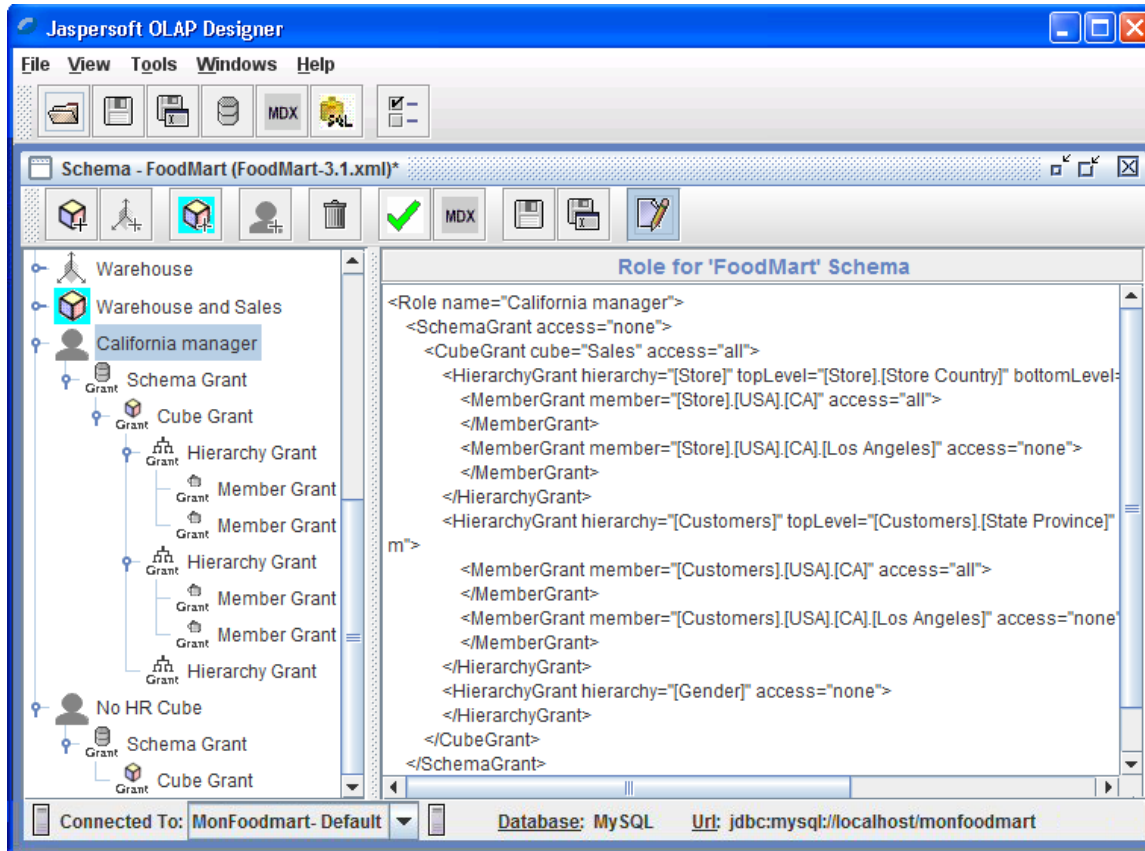 Jaspersoft OLAP Designer
File View Tools Windows Help
MDX SQL
Schema - FoodMart (FoodMart-3.1.xml)*
MDX
Warehouse
Warehouse and Sales
California manager
Grant Schema Grant
Grant Cube Grant
Grant Hierarchy Grant
Grant Member Grant
Grant Member Grant
Grant Hierarchy Grant
Grant Member Grant
Grant Member Grant
Grant Hierarchy Grant
No HR Cube
Grant Schema Grant
Grant Cube Grant
Role for 'FoodMart' Schema
<Role name="California manager">
<SchemaGrant access="none">
<CubeGrant cube="Sales" access="all">
<HierarchyGrant hierarchy="[Store]" topLevel="[Store].[Store Country]" bottomLevel=
<MemberGrant member="[Store].[USA].[CA]" access="all">
</MemberGrant>
<MemberGrant member="[Store].[USA].[CA].[Los Angeles]" access="none">
</MemberGrant>
</HierarchyGrant>
<HierarchyGrant hierarchy="[Customers]" topLevel="[Customers].[State Province]"
m">
<MemberGrant member="[Customers].[USA].[CA]" access="all">
</MemberGrant>
<MemberGrant member="[Customers].[USA].[CA].[Los Angeles]" access="none"
</MemberGrant>
</HierarchyGrant>
<HierarchyGrant hierarchy="[Gender]" access="none">
</HierarchyGrant>
</CubeGrant>
</SchemaGrant>
Connected To: MonFoodmart- Default Database: MySQL Url: jdbc:mysql://localhost/monfoodmart